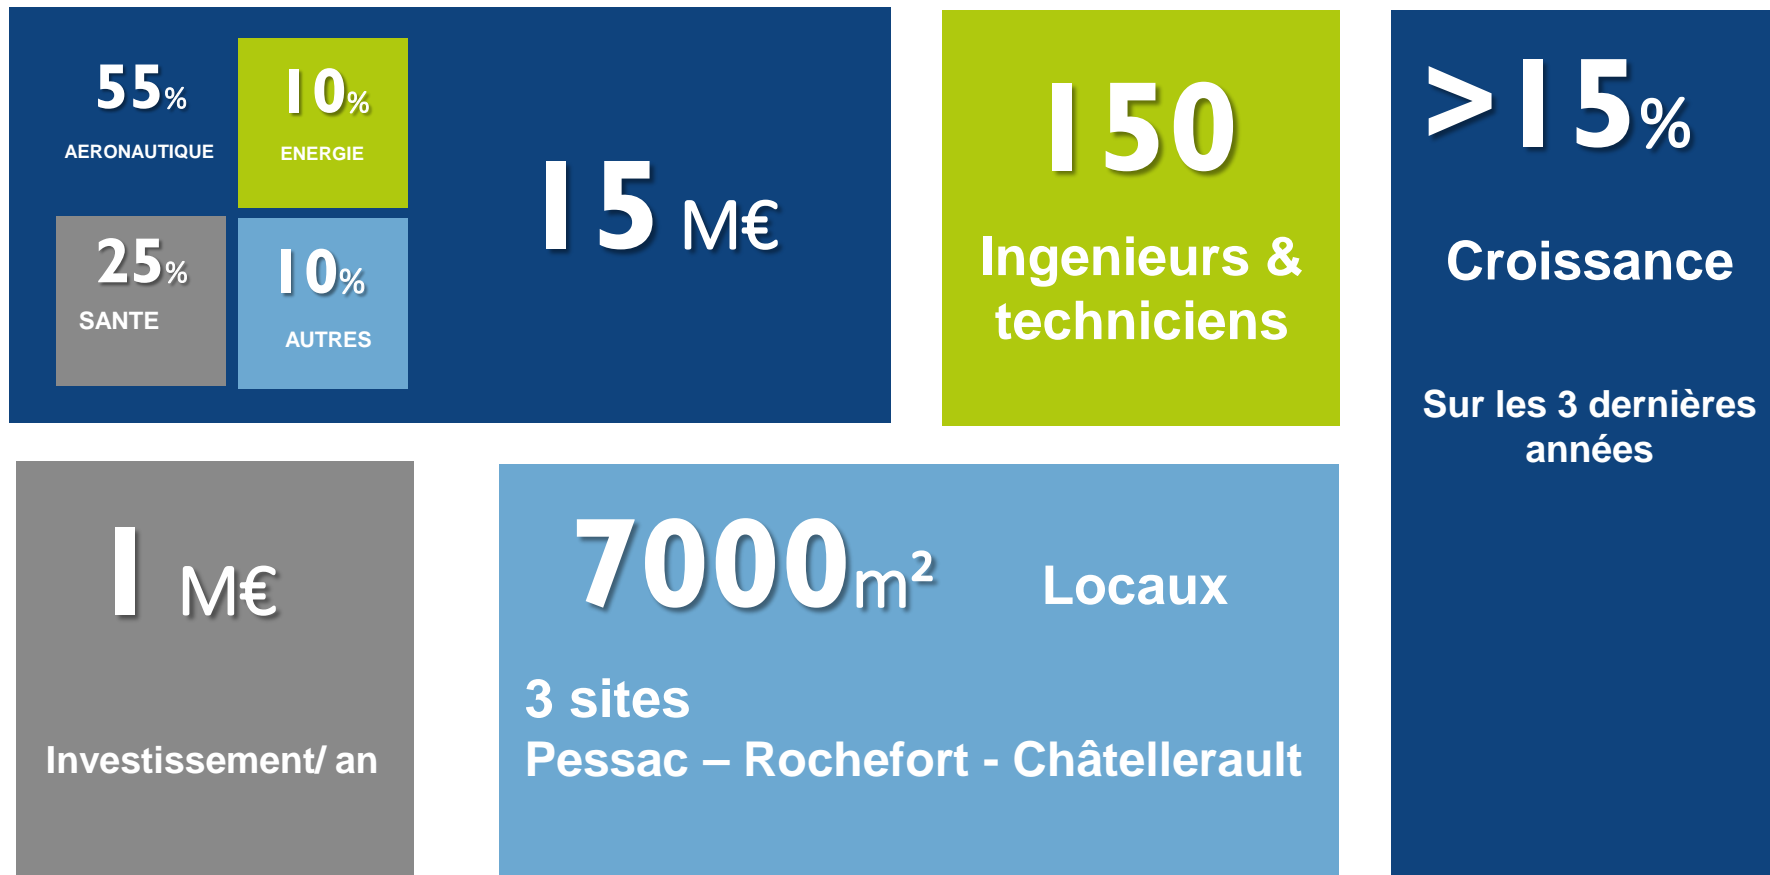 55%
AERONAUTIQUE
10%
ENERGIE
25%
SANTE
10%
AUTRES
15 M€
150
Ingenieurs &
techniciens
>15%
Croissance
Sur les 3 dernières
années
1 M€
Investissement/ an
7000m²
Locaux
3 sites
Pessac – Rochefort - Châtellerault